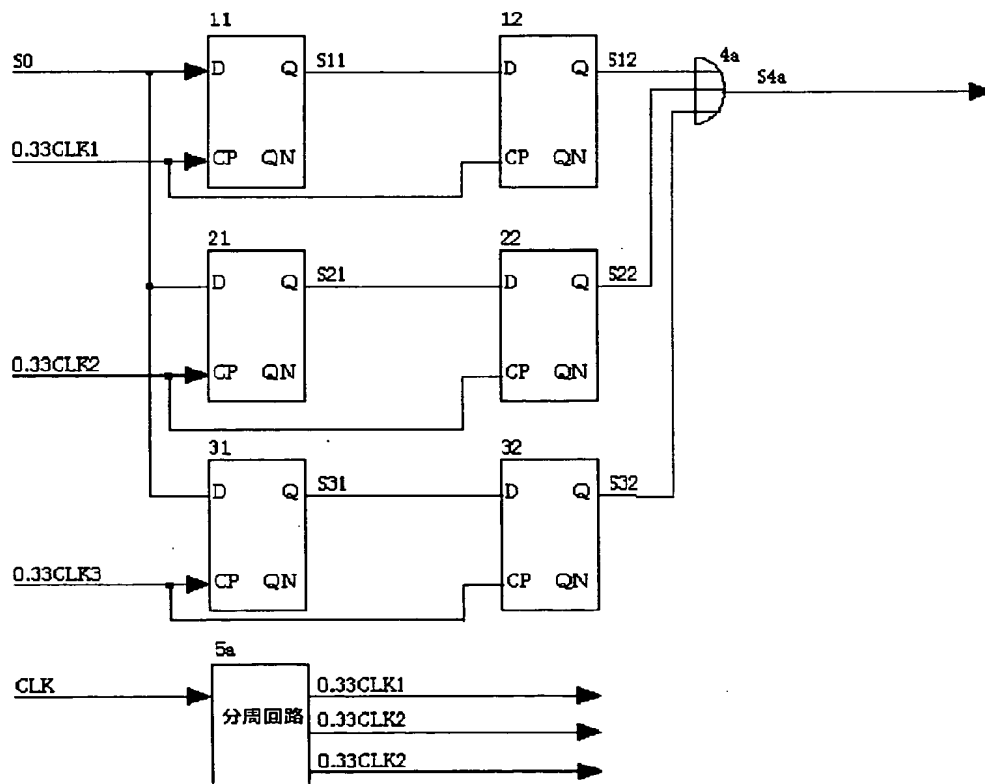 11
12
S0
D
Q
S11
D
Q
S12
4a
S4a
0.33CLK1
CP
QN
CP
QN
21
22
D
Q
S21
D
Q
S22
0.33CLK2
CP
QN
CP
QN
31
32
D
Q
S31
D
Q
S32
0.33CLK3
CP
QN
CP
QN
5a
CLK
分周回路
0.33CLK1
0.33CLK2
0.33CLK2